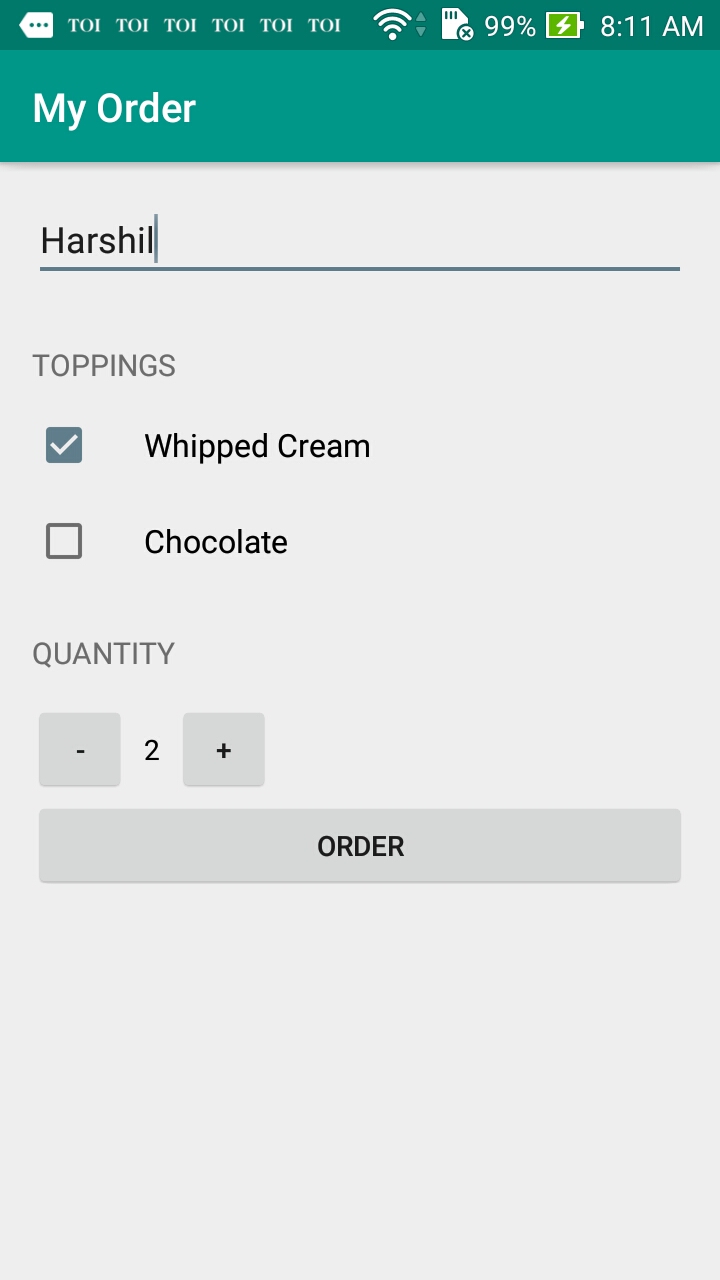 TOI TOI TOI TOI TOI TOI 99% 8:11 AM
My Order
Harshil
TOPPINGS
Whipped Cream
Chocolate
QUANTITY
- 2 +
ORDER